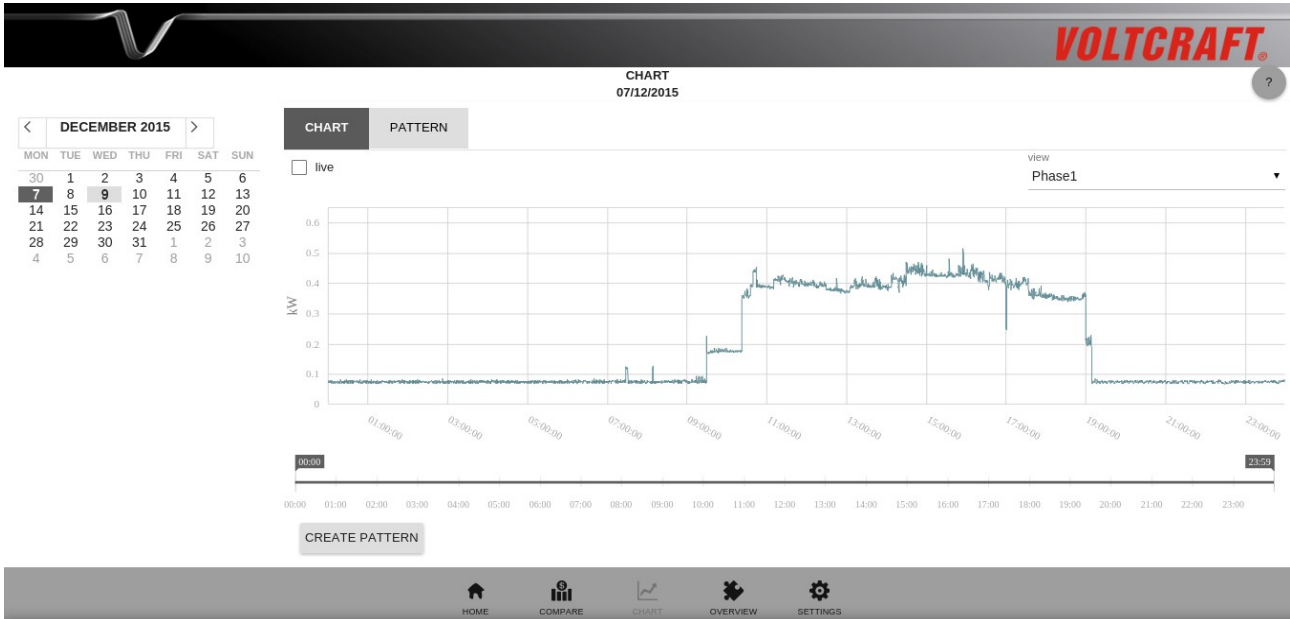 VOLTCRAFT®
CHART
07/12/2015
?
DECEMBER 2015
MON TUE WED THU FRI SAT SUN
30 1 2 3 4 5 6
7 8 9 10 11 12 13
14 15 16 17 18 19 20
21 22 23 24 25 26 27
28 29 30 31 1 2 3
4 5 6 7 8 9 10
CHART PATTERN
live
view
Phase1
kW
0.6
0.5
0.4
0.3
0.2
0.1
0
01:00:00 03:00:00 05:00:00 07:00:00 09:00:00 11:00:00 13:00:00 15:00:00 17:00:00 19:00:00 21:00:00 23:00:00
00:00 23:59
00:00 01:00 02:00 03:00 04:00 05:00 06:00 07:00 08:00 09:00 10:00 11:00 12:00 13:00 14:00 15:00 16:00 17:00 18:00 19:00 20:00 21:00 22:00 23:00
CREATE PATTERN
HOME COMPARE CHART OVERVIEW SETTINGS